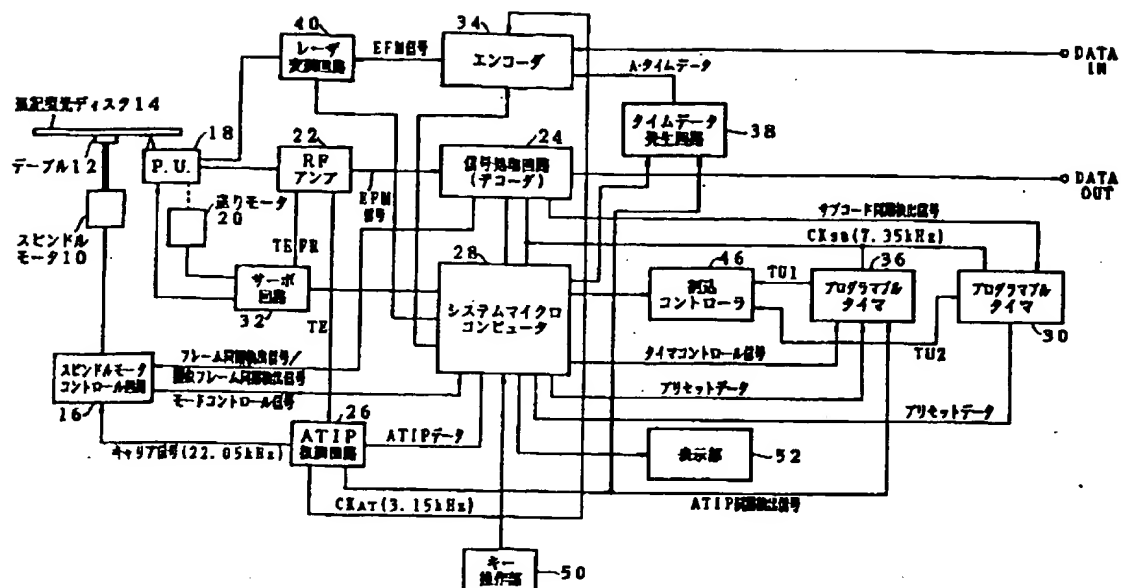 40
レーザ
変調回路
EFM信号
34
エンコーダ
DATA
IN
A・タイムデータ
タイムデータ
発生回路
38
追記型光ディスク14
テーブル12
18
P.U.
22
RF
アンプ
EFM
信号
24
信号処理回路
(デコーダ)
DATA
OUT
送りモータ
20
スピンドル
モータ10
TE
FR
サブコード同期検出信号
CKSB(7.35kHz)
サーボ
回路
32
TE
28
システムマイクロ
コンピュータ
46
割込
コントローラ
TU1
36
プログラマブル
タイマ
プログラマブル
タイマ
30
TU2
タイマコントロール信号
プリセットデータ
プリセットデータ
フレーム同期検出信号/
フレーム同期検出信号
モードコントロール信号
スピンドルモータ
コントロール回路
16
26
ATIP
復調回路
ATIPデータ
キャリア信号(22.05kHz)
表示部
52
CKAT(3.15kHz)
ATIP同期検出信号
キー
操作部
50